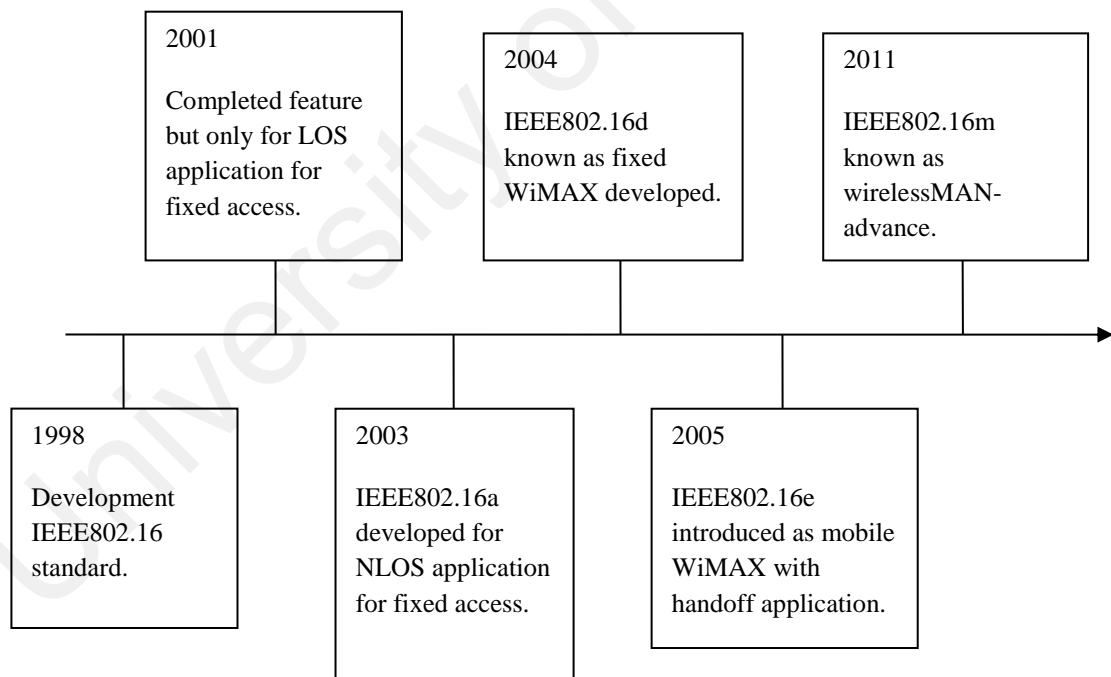 2001
Completed feature
but only for LOS
application for
fixed access.
2004
IEEE802.16d
known as fixed
WiMAX developed.
2011
IEEE802.16m
known as
wirelessMAN-
advance.
1998
Development
IEEE802.16
standard.
2003
IEEE802.16a
developed for
NLOS application
for fixed access.
2005
IEEE802.16e
introduced as mobile
WiMAX with
handoff application.
University of